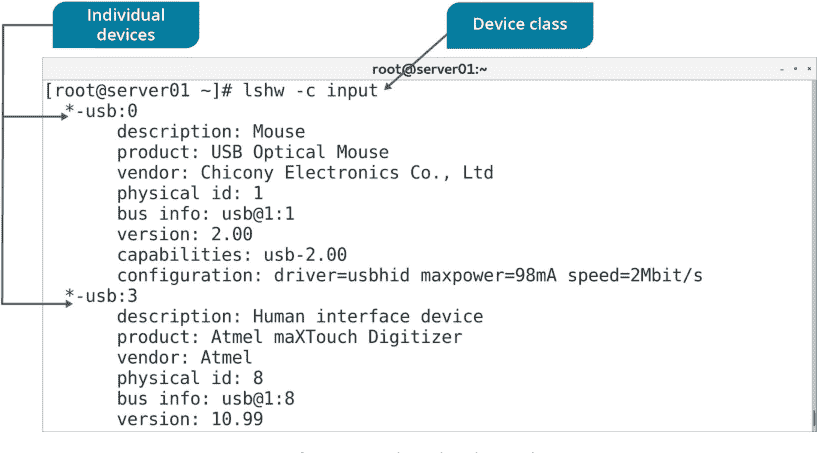 Individual
devices
Device class
root@server01:~
[root@server01 ~]# lshw -c input
*-usb:0
description: Mouse
product: USB Optical Mouse
vendor: Chicony Electronics Co., Ltd
physical id: 1
bus info: usb@1:1
version: 2.00
capabilities: usb-2.00
configuration: driver=usbhid maxpower=98mA speed=2Mbit/s
*-usb:3
description: Human interface device
product: Atmel maXTouch Digitizer
vendor: Atmel
physical id: 8
bus info: usb@1:8
version: 10.99